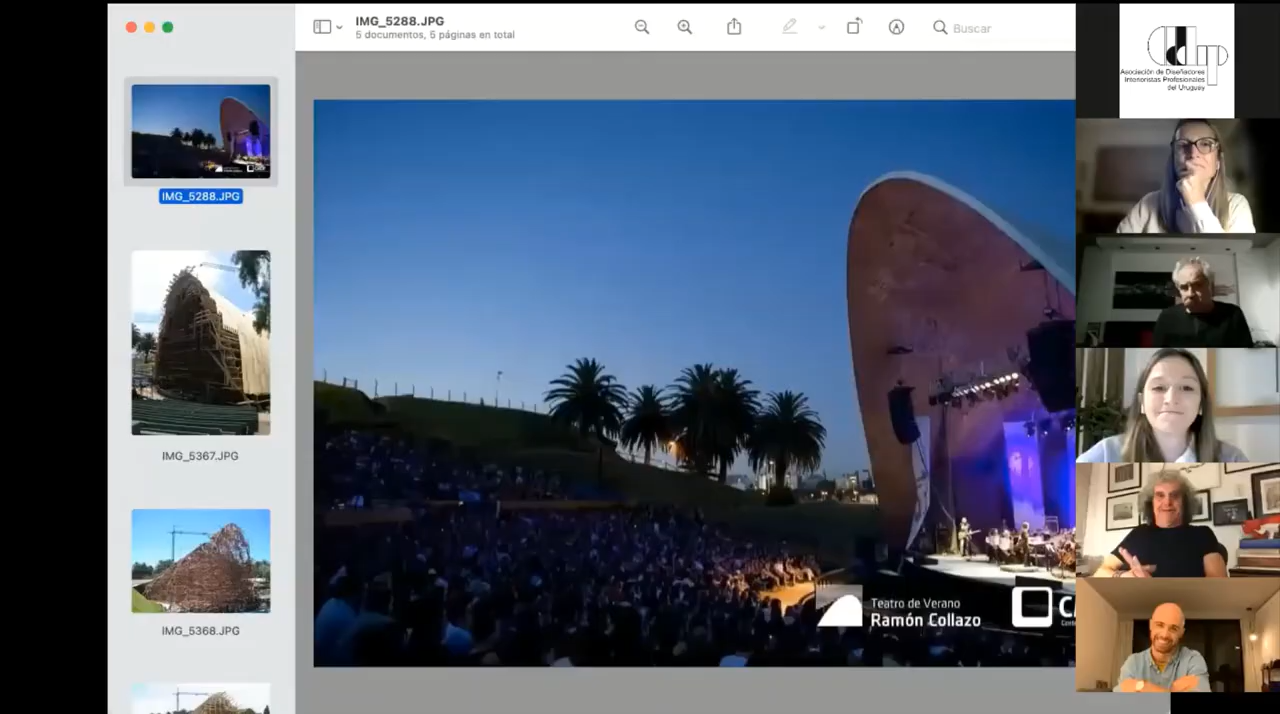 IMG_5288.JPG
5 documentos, 5 páginas en total
Buscar
IMG_5288.JPG
IMG_5367.JPG
IMG_5368.JPG
Teatro de Verano
Ramón Collazo
Asociación de Diseñadores
Interioristas Profesionales
del Uruguay